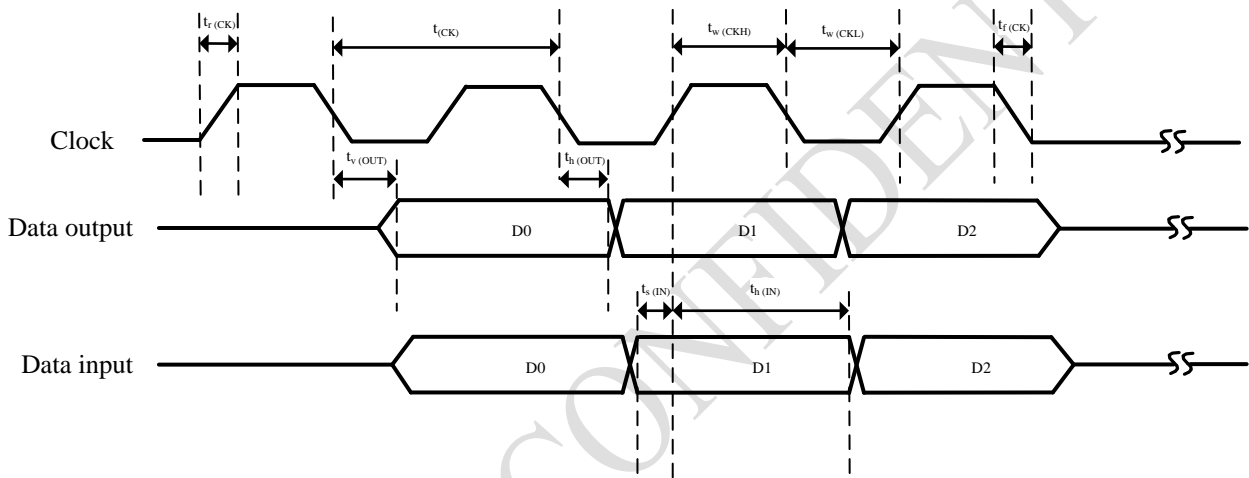 tr (CK)
t(CK)
tw (CKH)
tw (CKL)
tf (CK)
Clock
tv (OUT)
th (OUT)
Data output
D0
D1
D2
ts (IN)
th (IN)
Data input
D0
D1
D2
CONFIDENT